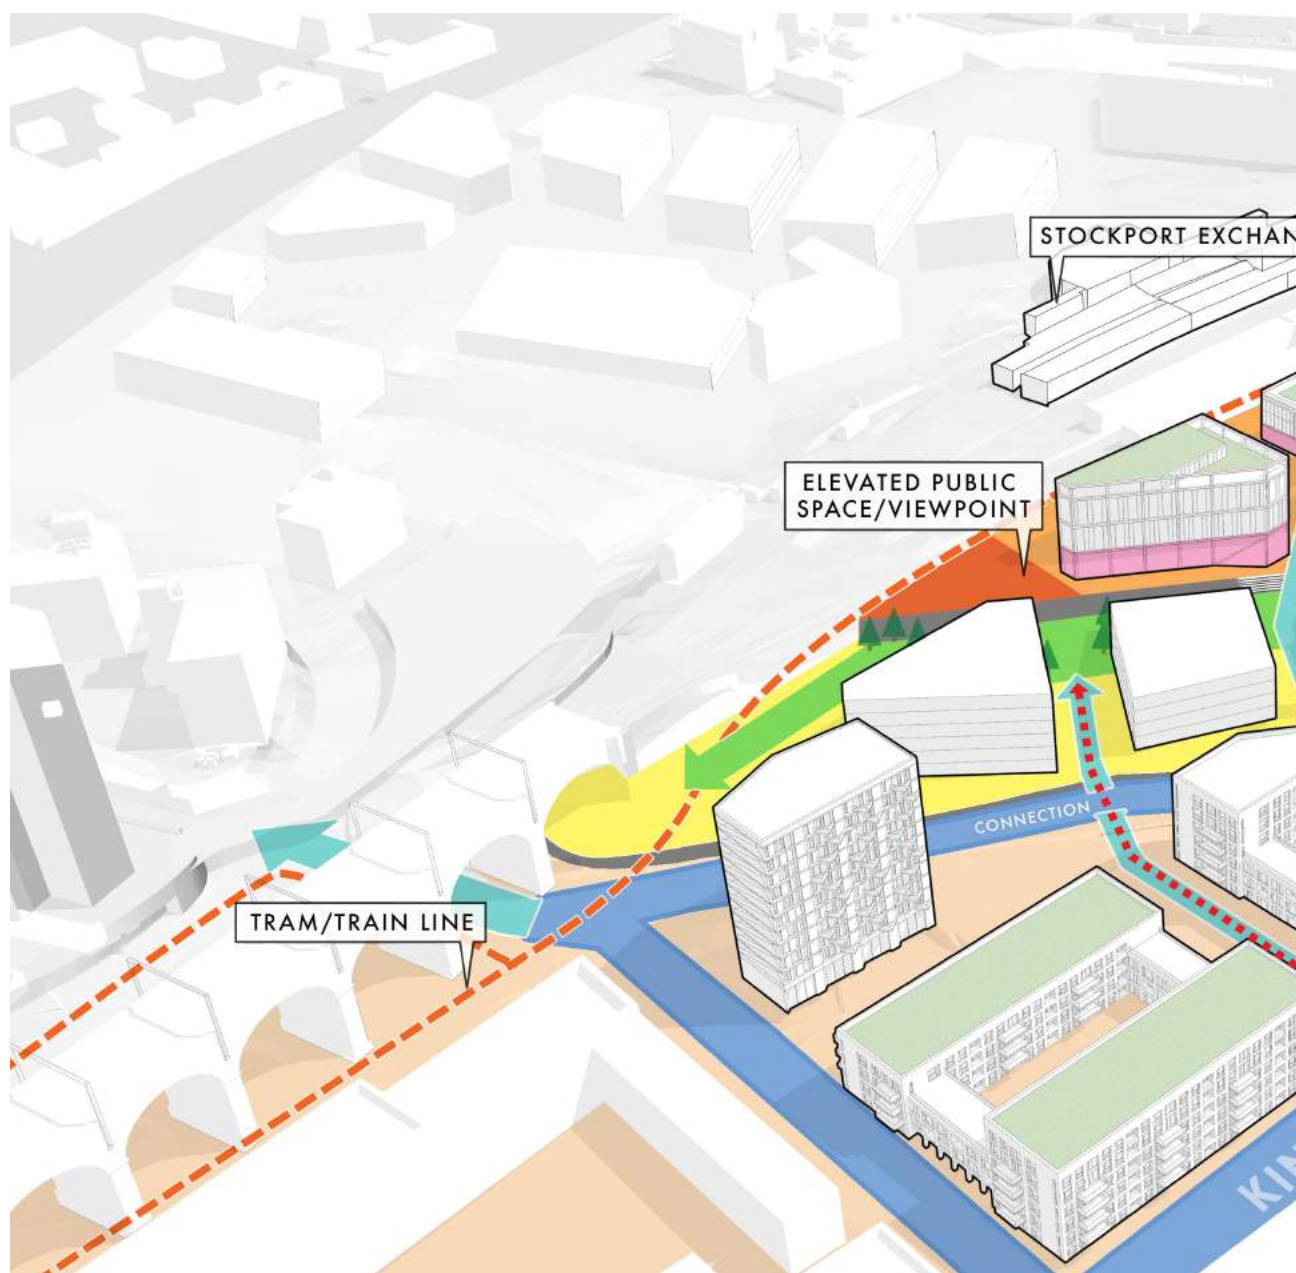 STOCKPORT EXCHAN
ELEVATED PUBLIC
SPACE/VIEWPOINT
CONNECTION
TRAM/TRAIN LINE
KIN